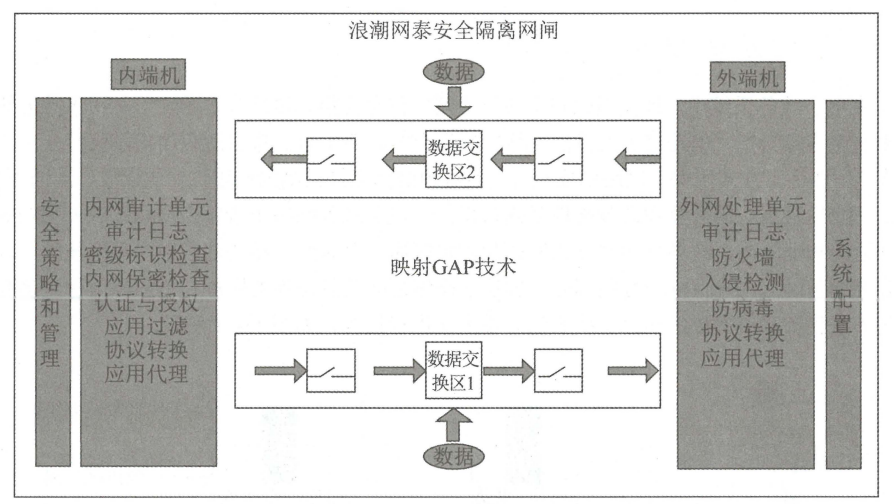 浪潮网泰安全隔离网闸
内端机
数据
外端机
安全策略和管理
内网审计单元
审计日志
密级标识检查
内网保密检查
认证与授权
应用过滤
协议转换
应用代理
数据交
换区2
映射GAP技术
数据交
换区1
数据
外网处理单元
审计日志
防火墙
入侵检测
防病毒
协议转换
应用代理
系统配置